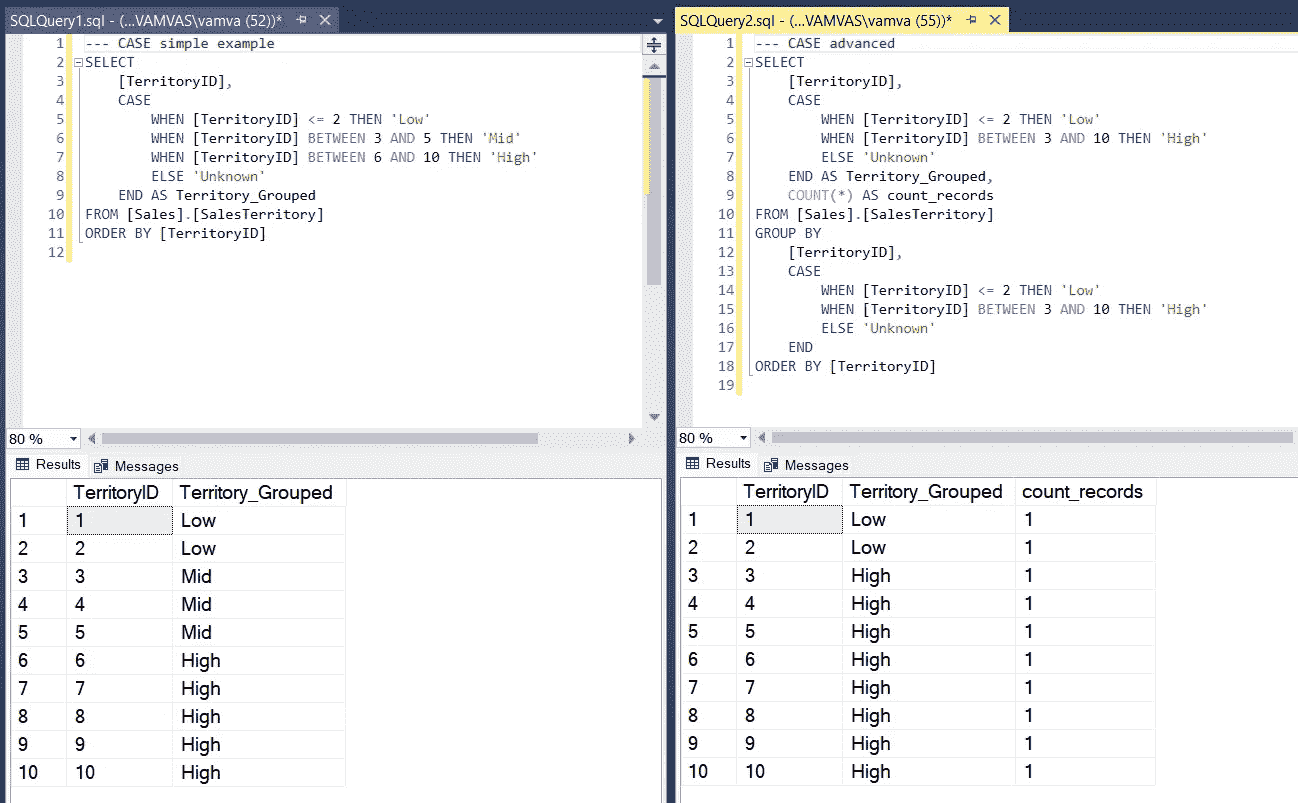 SQLQuery1.sql - (...VAMVAS\vamva (52))*
1 --- CASE simple example
2 SELECT
3 [TerritoryID],
4 CASE
5 WHEN [TerritoryID] <= 2 THEN 'Low'
6 WHEN [TerritoryID] BETWEEN 3 AND 5 THEN 'Mid'
7 WHEN [TerritoryID] BETWEEN 6 AND 10 THEN 'High'
8 ELSE 'Unknown'
9 END AS Territory_Grouped
10 FROM [Sales].[SalesTerritory]
11 ORDER BY [TerritoryID]
12
80 %
Results Messages
TerritoryID Territory_Grouped
1 1 Low
2 2 Low
3 3 Mid
4 4 Mid
5 5 Mid
6 6 High
7 7 High
8 8 High
9 9 High
10 10 High
SQLQuery2.sql - (...VAMVAS\vamva (55))*
1 --- CASE advanced
2 SELECT
3 [TerritoryID],
4 CASE
5 WHEN [TerritoryID] <= 2 THEN 'Low'
6 WHEN [TerritoryID] BETWEEN 3 AND 10 THEN 'High'
7 ELSE 'Unknown'
8 END AS Territory_Grouped,
9 COUNT(*) AS count_records
10 FROM [Sales].[SalesTerritory]
11 GROUP BY
12 [TerritoryID],
13 CASE
14 WHEN [TerritoryID] <= 2 THEN 'Low'
15 WHEN [TerritoryID] BETWEEN 3 AND 10 THEN 'High'
16 ELSE 'Unknown'
17 END
18 ORDER BY [TerritoryID]
19
80 %
Results Messages
TerritoryID Territory_Grouped count_records
1 1 Low 1
2 2 Low 1
3 3 High 1
4 4 High 1
5 5 High 1
6 6 High 1
7 7 High 1
8 8 High 1
9 9 High 1
10 10 High 1